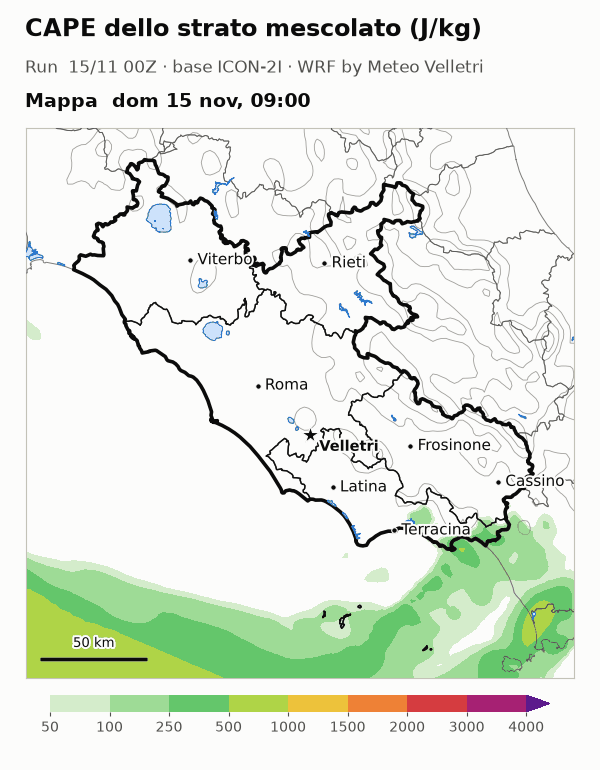 CAPE dello strato mescolato (J/kg)
Run 15/11 00Z · base ICON-2I · WRF by Meteo Velletri
Mappa dom 15 nov, 09:00
Viterbo
Rieti
Roma
Velletri
Frosinone
Latina
Cassino
Terracina
50 km
50 100 250 500 1000 1500 2000 3000 4000